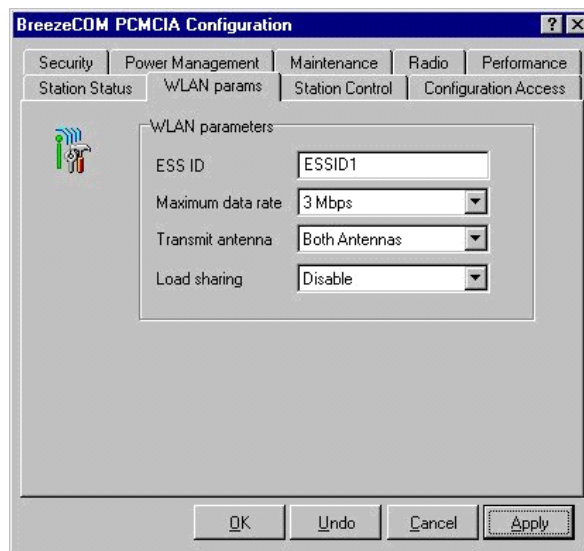 BreezeCOM PCMCIA Configuration
Security Power Management Maintenance Radio Performance
Station Status WLAN params Station Control Configuration Access
WLAN parameters
ESS ID ESSID1
Maximum data rate 3 Mbps
Transmit antenna Both Antennas
Load sharing Disable
OK Undo Cancel Apply